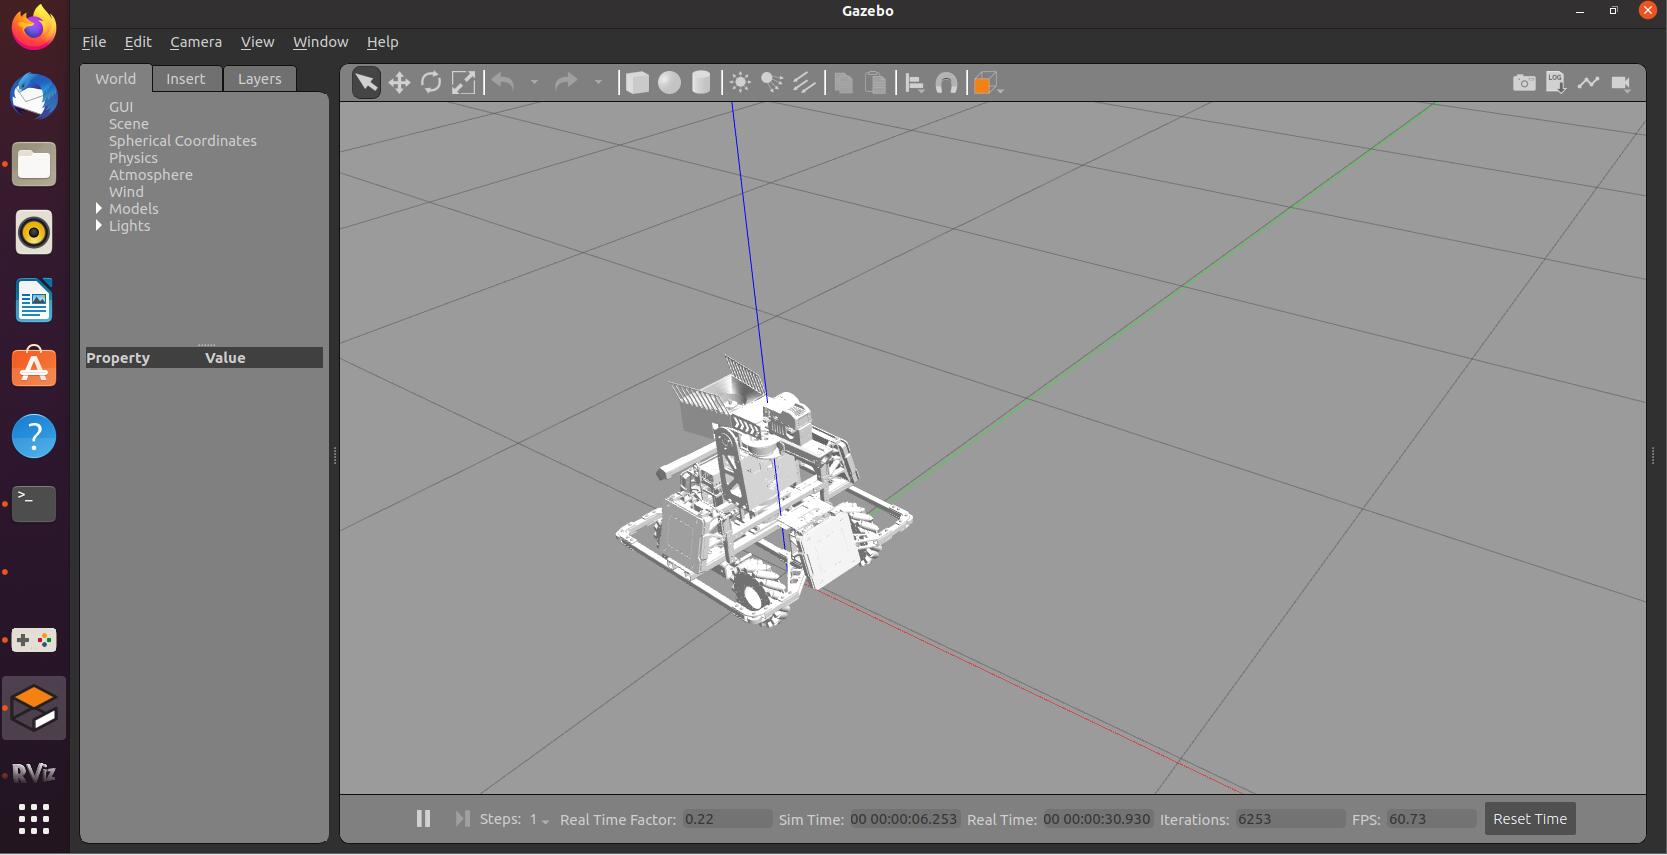 Gazebo
File Edit Camera View Window Help
World Insert Layers
LOG
GUI
Scene
Spherical Coordinates
Physics
Atmosphere
Wind
Models
Lights
Property Value
>_
?
RViz
Steps: 1 Real Time Factor: 0.22 Sim Time: 00 00:00:06.253 Real Time: 00 00:00:30.930 Iterations: 6253 FPS: 60.73 Reset Time